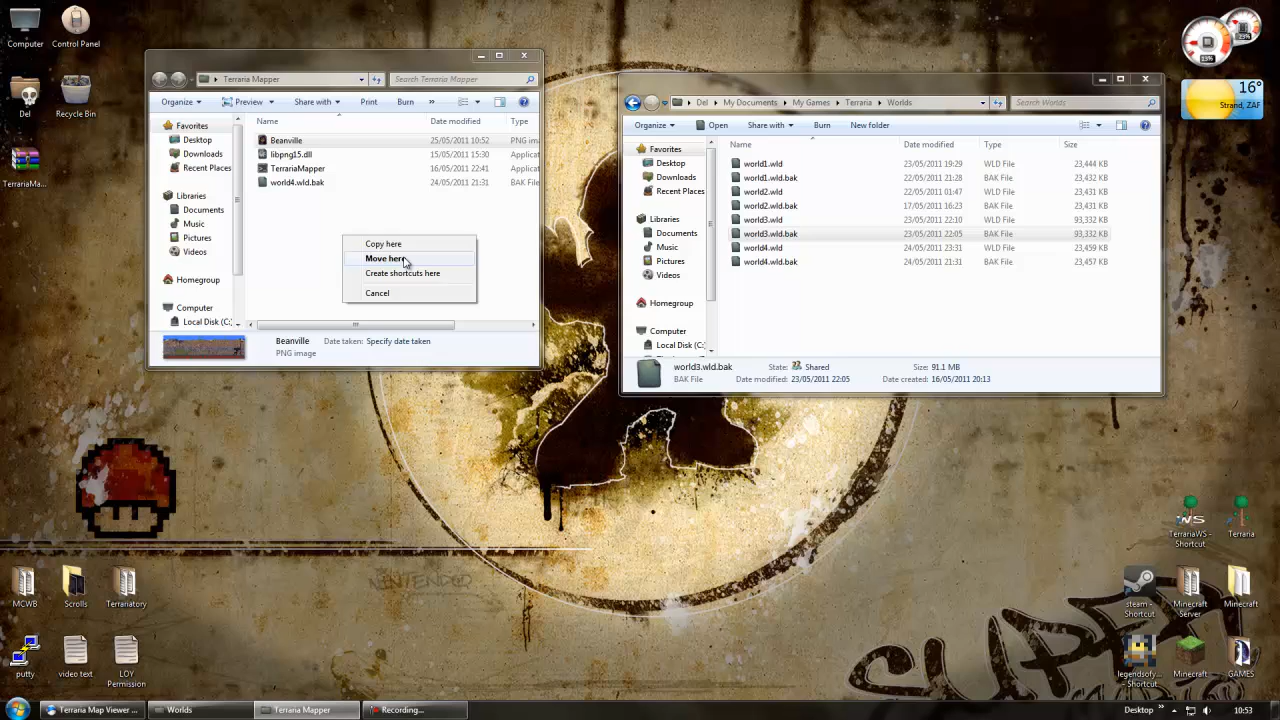 Computer
Control Panel
Del
Recycle Bin
TerrariaMa...
Terraria Mapper
Search Terraria Mapper
Organize
Preview
Share with
Print
Burn
»
Name
Date modified
Type
Favorites
Desktop
Downloads
Recent Places
Libraries
Documents
Music
Pictures
Videos
Homegroup
Computer
Local Disk (C:
Beanville 25/05/2011 10:52 PNG im
libpng15.dll 15/05/2011 15:30 Applicat
TerrariaMapper 16/05/2011 22:41 Applicat
world4.wld.bak 24/05/2011 21:31 BAK File
Copy here
Move here
Create shortcuts here
Cancel
Beanville Date taken: Specify date taken
PNG image
Del My Documents My Games Terraria Worlds
Search Worlds
Organize
Open
Share with
Burn
New folder
Name Date modified Type Size
Favorites
Desktop
Downloads
Recent Places
Libraries
Documents
Music
Pictures
Videos
Homegroup
Computer
Local Disk (C:
world1.wld 23/05/2011 19:29 WLD File 23,444 KB
world1.wld.bak 22/05/2011 21:28 BAK File 23,432 KB
world2.wld 22/05/2011 01:47 WLD File 23,431 KB
world2.wld.bak 17/05/2011 16:23 BAK File 23,431 KB
world3.wld 23/05/2011 22:10 WLD File 93,332 KB
world3.wld.bak 23/05/2011 22:05 BAK File 93,332 KB
world4.wld 24/05/2011 23:31 WLD File 23,459 KB
world4.wld.bak 24/05/2011 21:31 BAK File 23,457 KB
world3.wld.bak State: Shared Size: 91.1 MB
BAK File Date modified: 23/05/2011 22:05 Date created: 16/05/2011 20:13
23%
13%
16°
Strand, ZAF
NINTENDED
SUPER
MCWB
Scrolls
Terranatory
putty
video text
LOY
Permission
WS
TerrariaWS -
Shortcut
Terraria
steam -
Shortcut
Minecraft
Server
Minecraft
legendsofy...
- Shortcut
Minecraft
GAMES
Terraria Map Viewer ...
Worlds
Terraria Mapper
Recording...
Desktop
»
10:53